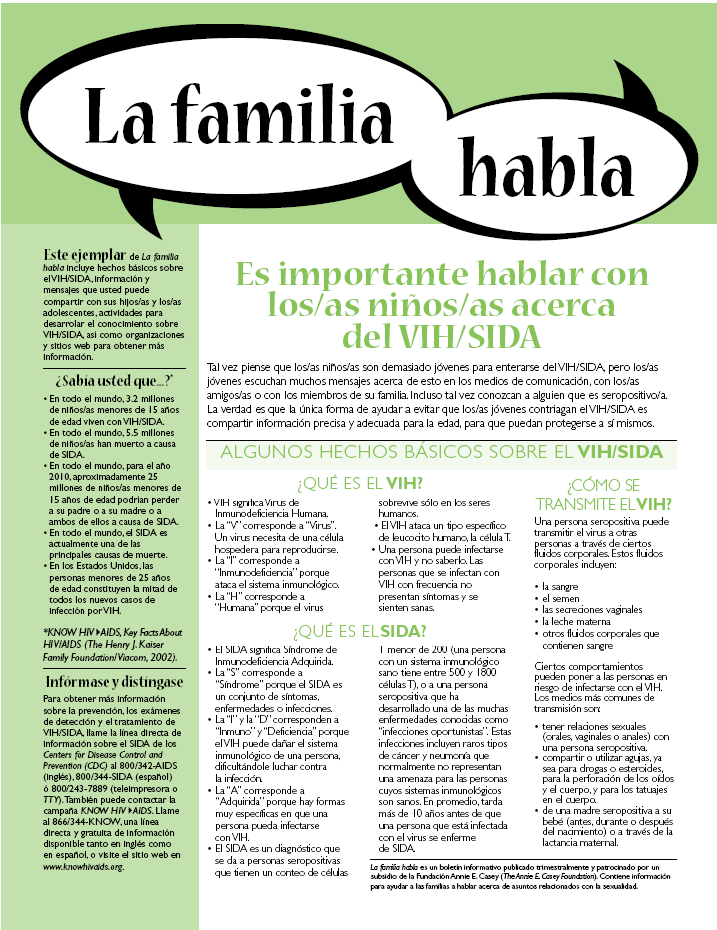 La familia
habla
Este ejemplar de La familia
habla incluye hechos básicos sobre
el VIH/SIDA, información y
mensajes que usted puede
compartir con sus hijos/as y los/as
adolescentes, actividades para
desarrolar el conocimiento sobre
VIH/SIDA, así como organizaciones
y sitios web para obtener más
información.
¿Sabía usted que...?*
• En todo el mundo, 3.2 millones
de niños/as menores de 15 años
de edad viven con VIH/SIDA.
• En todo el mundo, 5.5 millones
de niños/as han muerto a causa
de SIDA.
• En todo el mundo, para el año
2010, aproximadamente 25
millones de niños/as menores de
15 años de edad podrían perder
a su padre o a su madre o a
ambos de ellos a causa de SIDA.
• En todo el mundo, el SIDA es
actualmente una de las
principales causas de muerte.
• En los Estados Unidos, las
personas menores de 25 años
de edad constituyen la mitad de
todos los nuevos casos de
infección por VIH.
*KNOW HIV▶AIDS, Key Facts About
HIV/AIDS (The Henry J. Kaiser
Family Foundation/Viacom, 2002).
Infórmase y distíngase
Para obtener más información
sobre la prevención, los exámenes
de detección y el tratamiento de
VIH/SIDA, llame la línea directa de
información sobre el SIDA de los
Centers for Disease Control and
Prevention (CDC) al 800/342-AIDS
(inglés), 800/344-SIDA (español)
ó 800/243-7889 (teleimpresora o
TTY). También puede contactar la
campaña KNOW HIV▶AIDS. Llame
al 866/344-KNOW, una línea
directa y gratuita de información
disponible tanto en inglés como
en español, o visite el sitio web en
www.knowhivaids.org.
Es importante hablar con
los/as niños/as acerca
del VIH/SIDA
Tal vez piense que los/as niños/as son demasiado jóvenes para enterarse del VIH/SIDA, pero los/as
jóvenes escuchan muchos mensajes acerca de esto en los medios de comunicación, con los/as
amigos/as o con los miembros de su familia. Incluso tal vez conozcan a alguien que es seropositivo/a.
La verdad es que la única forma de ayudar a evitar que los/as jóvenes contriagan el VIH/SIDA es
compartir información precisa y adecuada para la edad, para que puedan protegerse a sí mismos.
ALGUNOS HECHOS BÁSICOS SOBRE EL VIH/SIDA
¿QUÉ ES EL VIH?
• VIH significa Virus de
Inmunodeficiencia Humana.
• La “V” corresponde a “Virus”.
Un virus necesita de una célula
hospedera para reproducirse.
• La “I” corresponde a
“Inmunodeficiencia” porque
ataca el sistema inmunológico.
• La “H” corresponde a
“Humana” porque el virus
sobrevive sólo en los seres
humanos.
• El VIH ataca un tipo específico
de leucocito humano, la célula T.
• Una persona puede infectarse
con VIH y no saberlo. Las
personas que se infectan con
VIH con frecuencia no
presentan síntomas y se
sienten sanas.
¿QUÉ ES EL SIDA?
• El SIDA significa Síndrome de
Inmunodeficiencia Adquirida.
• La “S” corresponde a
“Síndrome” porque el SIDA es
un conjunto de síntomas,
enfermedades o infecciones.
• La “I” y la “D” corresponden a
“Inmuno” y “Deficiencia” porque
el VIH puede dañar el sistema
inmunológico de una persona,
dificultándole luchar contra
la infección.
• La “A” corresponde a
“Adquirida” porque hay formas
muy específicas en que una
persona pueda infectarse
con VIH.
• El SIDA es un diagnóstico que
se da a personas seropositivas
que tienen un conteo de células
T menor de 200 (una persona
con un sistema inmunológico
sano tiene entre 500 y 1800
células T), o a una persona
seropositiva que ha
desarrollado una de las muchas
enfermedades conocidas como
“infecciones oportunistas”. Estas
infecciones incluyen raros tipos
de cáncer y neumonía que
normalmente no representan
una amenaza para las personas
cuyos sistemas inmunológicos
son sanos. En promedio, tarda
más de 10 años antes de que
una persona que está infectada
con el virus se enferme
de SIDA.
¿CÓMO SE
TRANSMITE EL VIH?
Una persona seropositiva puede
transmitir el virus a otras
personas a través de ciertos
fluidos corporales. Estos fluidos
corporales incluyen:
• la sangre
• el semen
• las secreciones vaginales
• la leche materna
• otros fluidos corporales que
contienen sangre
Ciertos comportamientos
pueden poner a las personas en
riesgo de infectarse con el VIH.
Los medios más comunes de
transmisión son:
• tener relaciones sexuales
(orales, vaginales o anales) con
una persona seropositiva.
• compartir o utilizar agujas, ya
sea para drogas o esteroides,
para la perforación de los oídos
y el cuerpo, y para los tatuajes
en el cuerpo.
• de una madre seropositiva a su
bebé (antes, durante o después
del nacimiento) o a través de la
lactancia maternal.
La familia habla es un boletín informativo publicado trimestralmente y patrocinado por un
subsidio de la Fundación Annie E. Casey (The Annie E. Casey Foundation). Contiene información
para ayudar a las familias a hablar acerca de asuntos relacionados con la sexualidad.